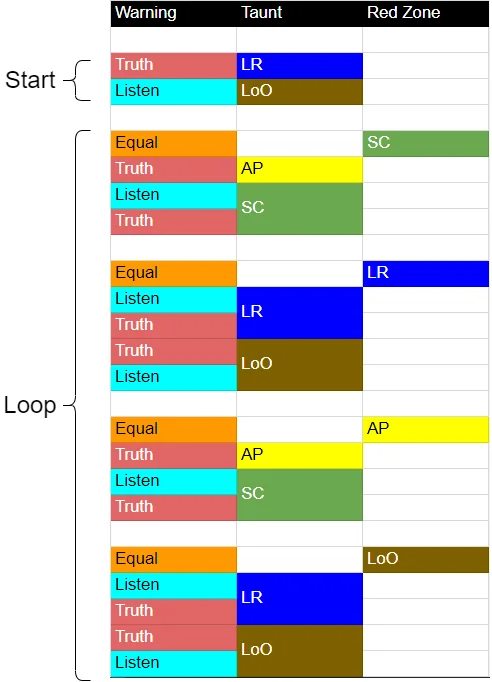 Warning Taunt Red Zone
Start
Truth LR
Listen LoO
Loop
Equal SC
Truth AP
Listen SC
Truth
Equal LR
Listen LR
Truth
Truth LoO
Listen
Equal AP
Truth AP
Listen SC
Truth
Equal LoO
Listen LR
Truth
Truth LoO
Listen